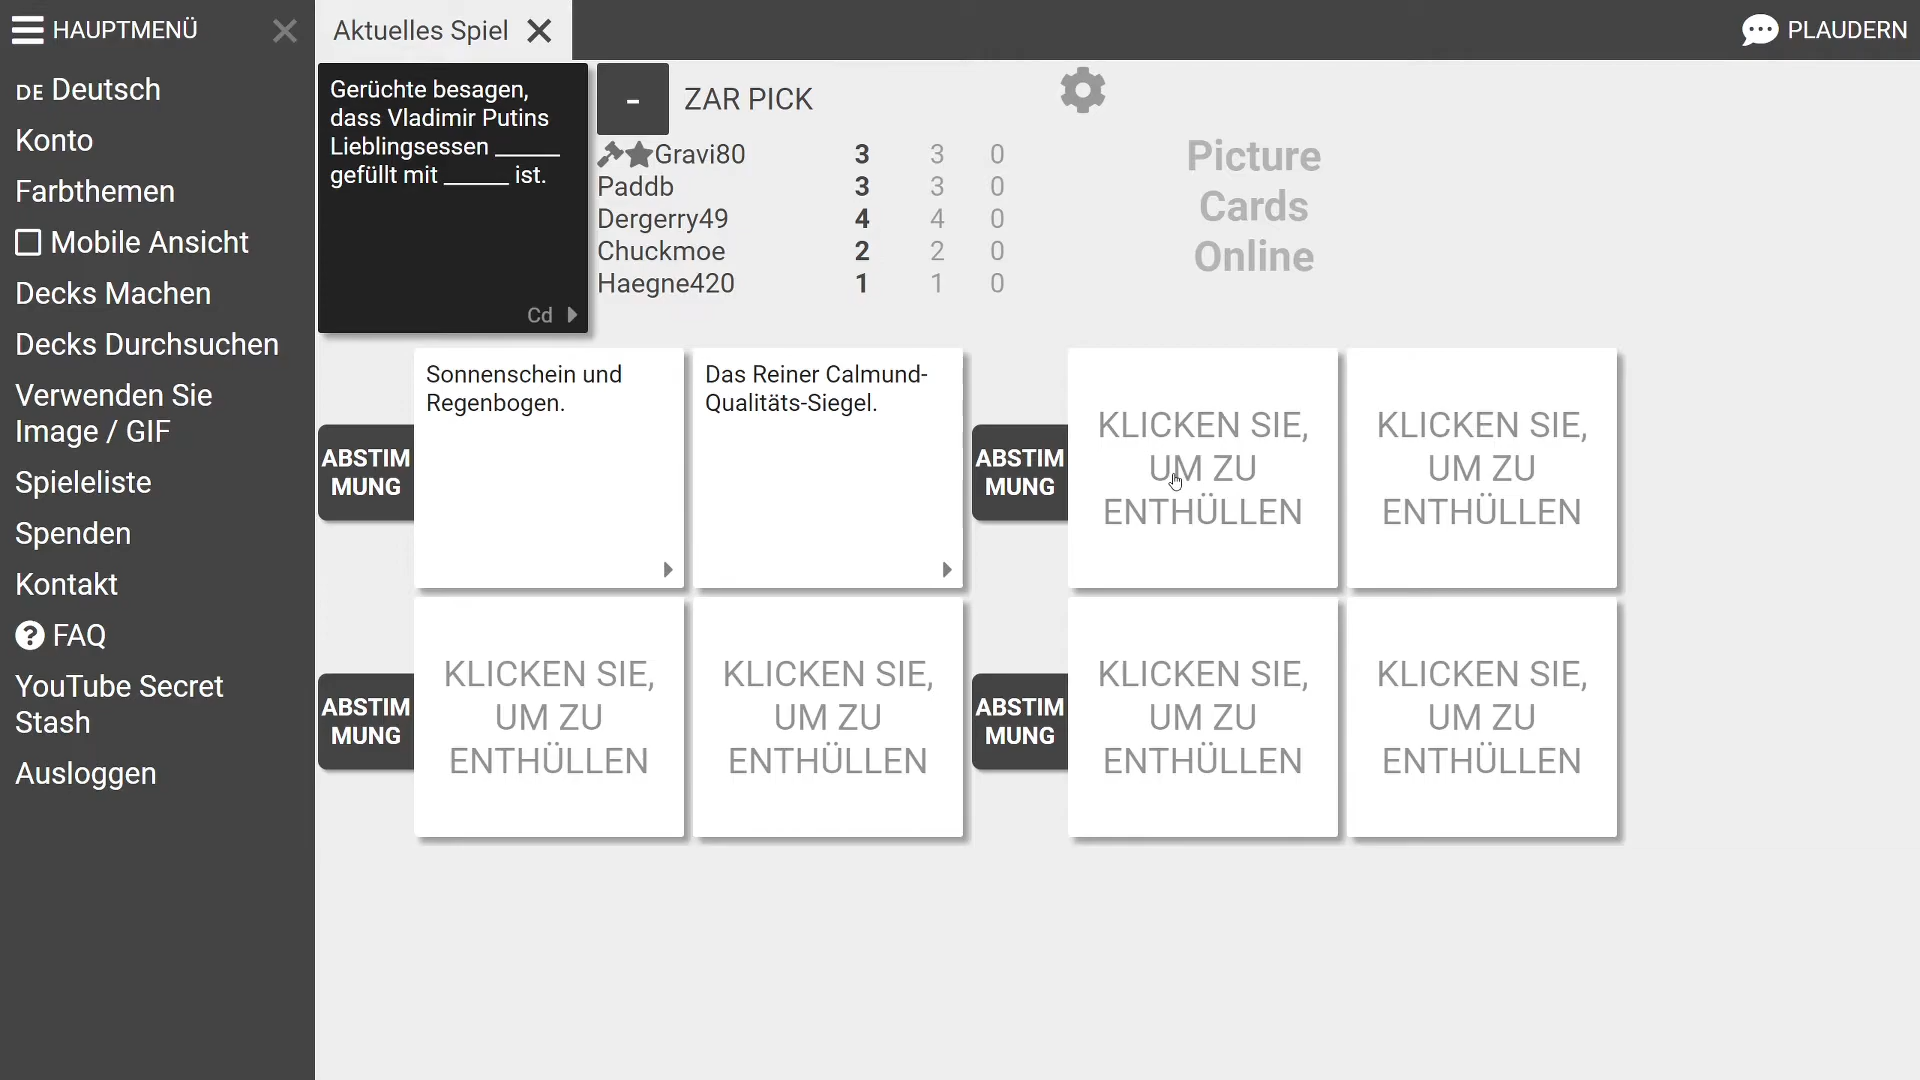 HAUPTMENÜ
DE Deutsch
Konto
Farbthemen
Mobile Ansicht
Decks Machen
Decks Durchsuchen
Verwenden Sie
Image / GIF
Spieleliste
Spenden
Kontakt
? FAQ
YouTube Secret
Stash
Ausloggen
Aktuelles Spiel
PLAUDERN
Gerüchte besagen,
dass Vladimir Putins
Lieblingsessen _____
gefüllt mit _____ ist.
Cd
-
ZAR PICK
Gravi80 3 3 0
Paddb 3 3 0
Dergerry49 4 4 0
Chuckmoe 2 2 0
Haegne420 1 1 0
Picture
Cards
Online
ABSTIM
MUNG
Sonnenschein und
Regenbogen.
Das Reiner Calmund-
Qualitäts-Siegel.
ABSTIM
MUNG
KLICKEN SIE,
UM ZU
ENTHÜLLEN
KLICKEN SIE,
UM ZU
ENTHÜLLEN
ABSTIM
MUNG
KLICKEN SIE,
UM ZU
ENTHÜLLEN
KLICKEN SIE,
UM ZU
ENTHÜLLEN
ABSTIM
MUNG
KLICKEN SIE,
UM ZU
ENTHÜLLEN
KLICKEN SIE,
UM ZU
ENTHÜLLEN